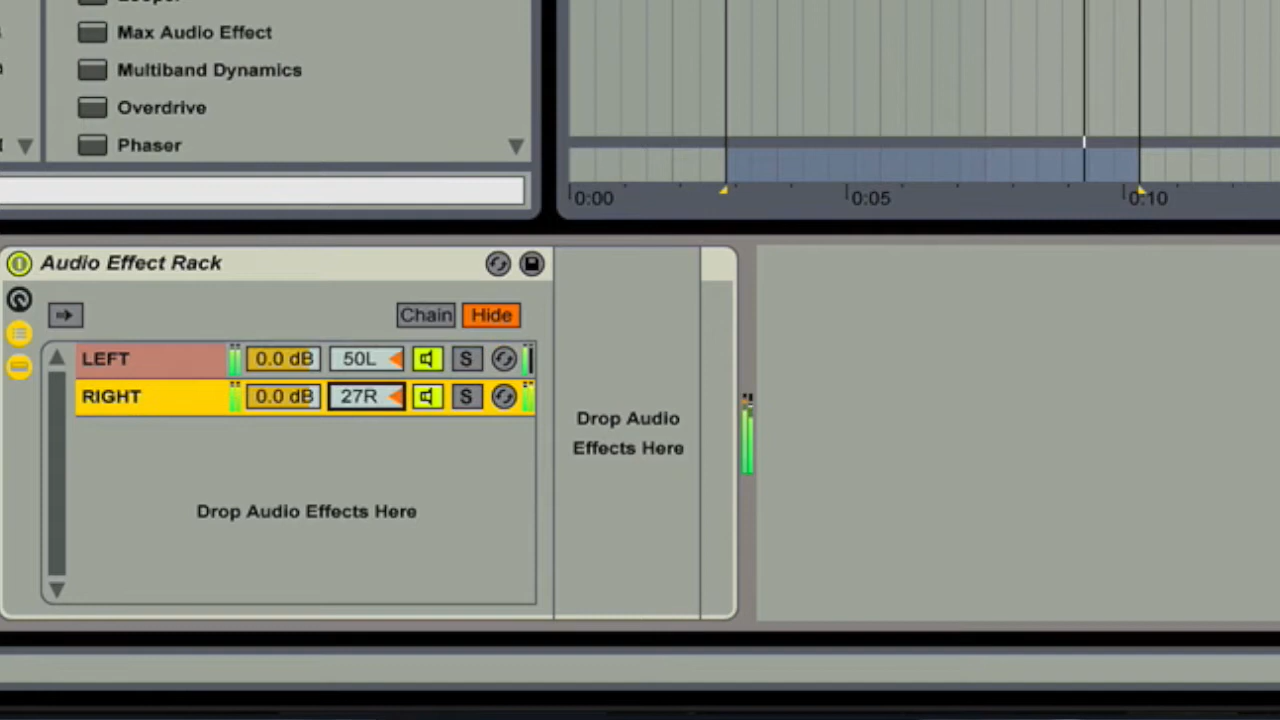 Max Audio Effect
Multiband Dynamics
Overdrive
Phaser
0:00 0:05 0:10
Audio Effect Rack
Chain Hide
LEFT 0.0 dB 50L S
RIGHT 0.0 dB 27R S
Drop Audio
Effects Here
Drop Audio Effects Here